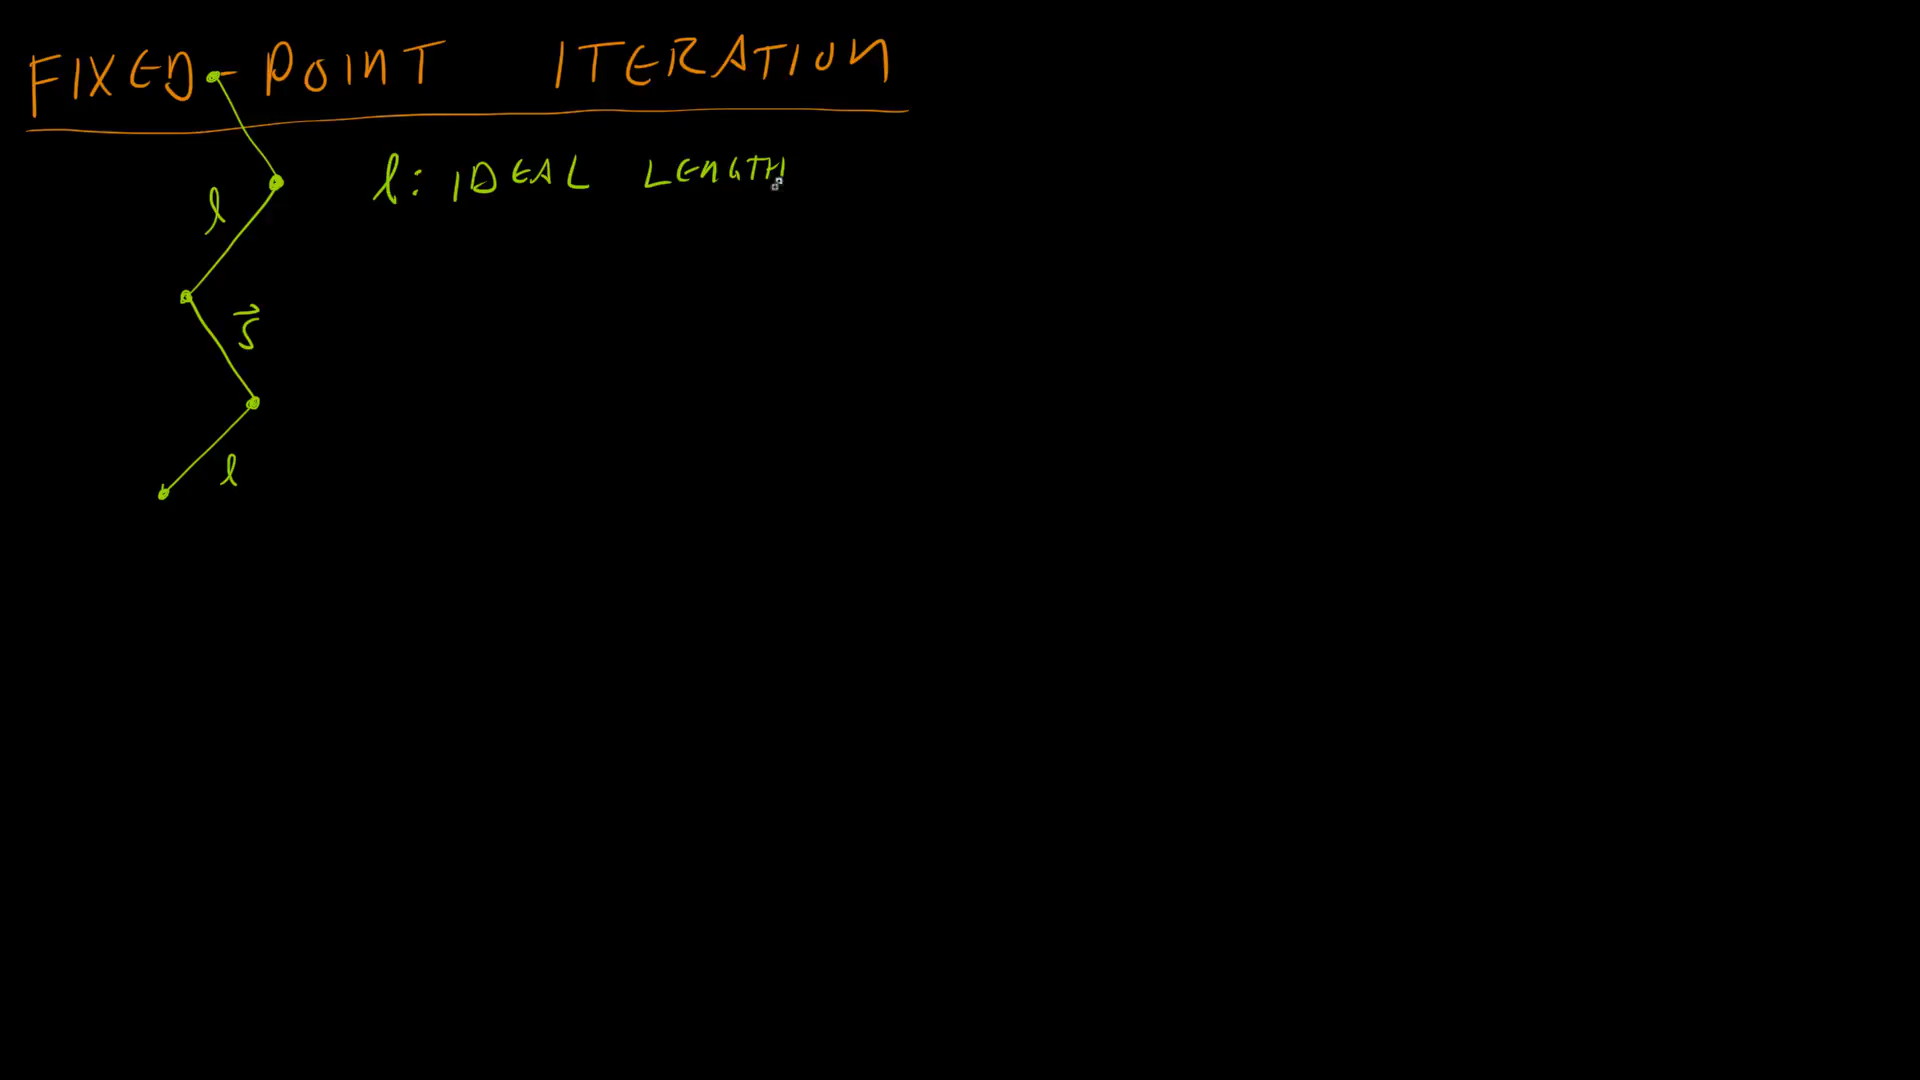 FIXED-POINT ITERATION
l: IDEAL LENGTH
l
s⃗
l